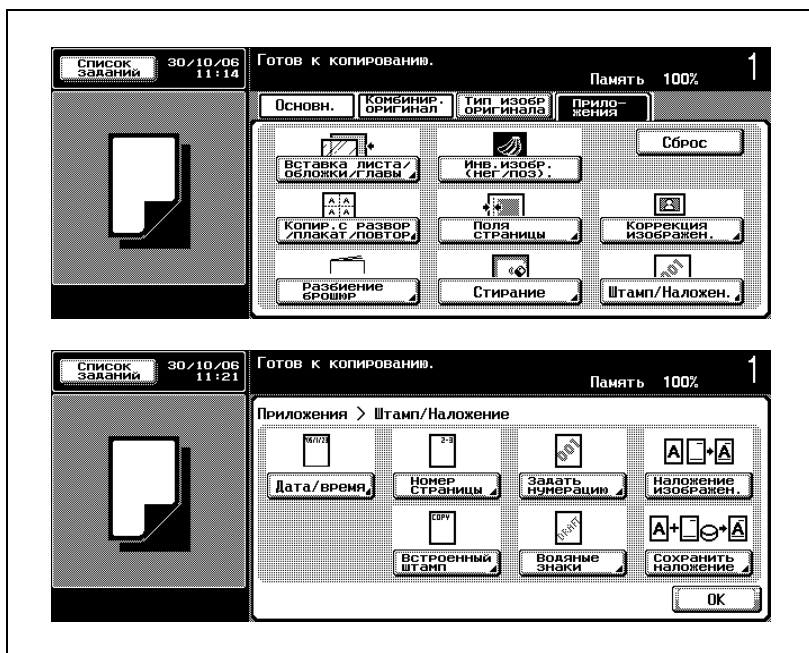 Список заданий
30/10/06
11:14
Готов к копированию.
Память 100%
1
Основн.
Комбинир. оригинал
Тип изобр оригинала
Прило-
жения
Вставка листа/
обложки/главы
Инв.изобр.
(нег/поз).
Сброс
Копир.с развор
/плакат/повтор
Поля
страницы
Коррекция
изображен.
Разбиение
брошюр
Стирание
Штамп/Наложен.
Список заданий
30/10/06
11:21
Готов к копированию.
Память 100%
1
Приложения > Штамп/Наложение
Дата/время
Номер
страницы
Задать
нумерацию
Наложение
изображен.
Встроенный
штамп
Водяные
знаки
Сохранить
наложение
OK